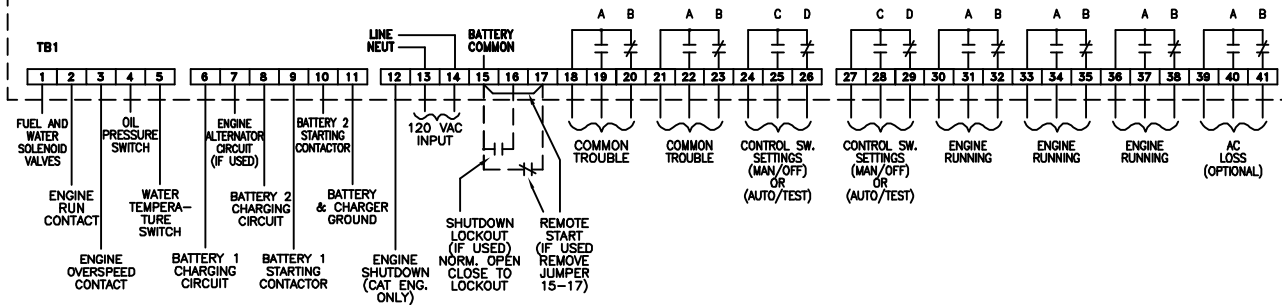 A B A B C D C D A B A B A B A B
LINE
NEUT
BATTERY
COMMON
TB1
1 2 3 4 5 6 7 8 9 10 11 12 13 14 15 16 17 18 19 20 21 22 23 24 25 26 27 28 29 30 31 32 33 34 35 36 37 38 39 40 41
FUEL AND
WATER
SOLENOID
VALVES
ENGINE
RUN
CONTACT
ENGINE
OVERSPEED
CONTACT
OIL
PRESSURE
SWITCH
WATER
TEMPERA-
TURE
SWITCH
BATTERY 1
CHARGING
CIRCUIT
ENGINE
ALTERNATOR
CIRCUIT
(IF USED)
BATTERY 2
CHARGING
CIRCUIT
BATTERY 1
STARTING
CONTACTOR
BATTERY 2
STARTING
CONTACTOR
BATTERY
& CHARGER
GROUND
ENGINE
SHUTDOWN
(CAT ENG.
ONLY)
120 VAC
INPUT
SHUTDOWN
LOCKOUT
(IF USED)
NORM. OPEN
CLOSE TO
LOCKOUT
REMOTE
START
(IF USED
REMOVE
JUMPER
15-17)
COMMON
TROUBLE
COMMON
TROUBLE
CONTROL SW.
SETTINGS
(MAN/OFF)
OR
(AUTO/TEST)
CONTROL SW.
SETTINGS
(MAN/OFF)
OR
(AUTO/TEST)
ENGINE
RUNNING
ENGINE
RUNNING
ENGINE
RUNNING
AC
LOSS
(OPTIONAL)